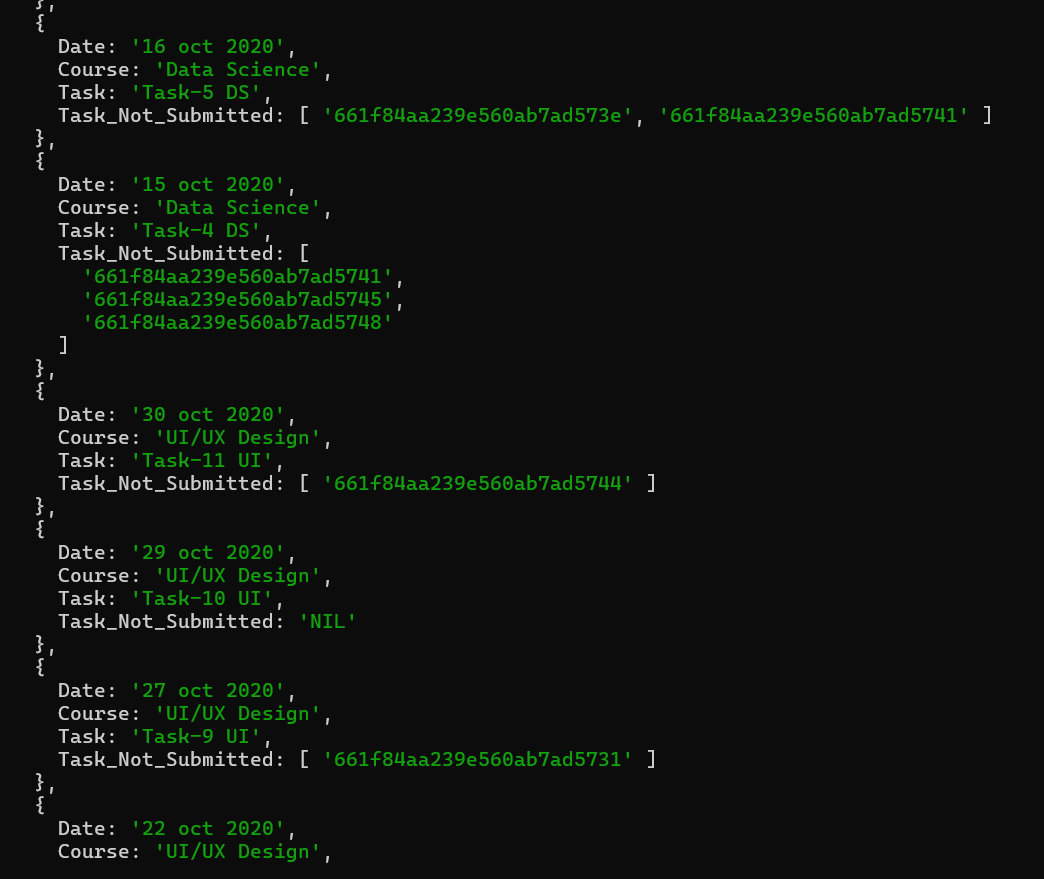 },
{
Date: '16 oct 2020',
Course: 'Data Science',
Task: 'Task-5 DS',
Task_Not_Submitted: [ '661f84aa239e560ab7ad573e', '661f84aa239e560ab7ad5741' ]
},
{
Date: '15 oct 2020',
Course: 'Data Science',
Task: 'Task-4 DS',
Task_Not_Submitted: [
'661f84aa239e560ab7ad5741',
'661f84aa239e560ab7ad5745',
'661f84aa239e560ab7ad5748'
]
},
{
Date: '30 oct 2020',
Course: 'UI/UX Design',
Task: 'Task-11 UI',
Task_Not_Submitted: [ '661f84aa239e560ab7ad5744' ]
},
{
Date: '29 oct 2020',
Course: 'UI/UX Design',
Task: 'Task-10 UI',
Task_Not_Submitted: 'NIL'
},
{
Date: '27 oct 2020',
Course: 'UI/UX Design',
Task: 'Task-9 UI',
Task_Not_Submitted: [ '661f84aa239e560ab7ad5731' ]
},
{
Date: '22 oct 2020',
Course: 'UI/UX Design',